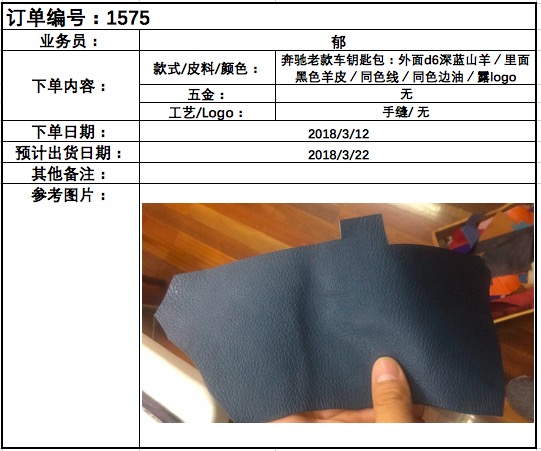 订单编号：1575
业务员：
郁
下单内容：
款式/皮料/颜色：
奔驰老款车钥匙包：外面d6深蓝山羊／里面
黑色羊皮／同色线／同色边油／露logo
五金：
无
工艺/Logo：
手缝/ 无
下单日期：
2018/3/12
预计出货日期：
2018/3/22
其他备注：
参考图片：